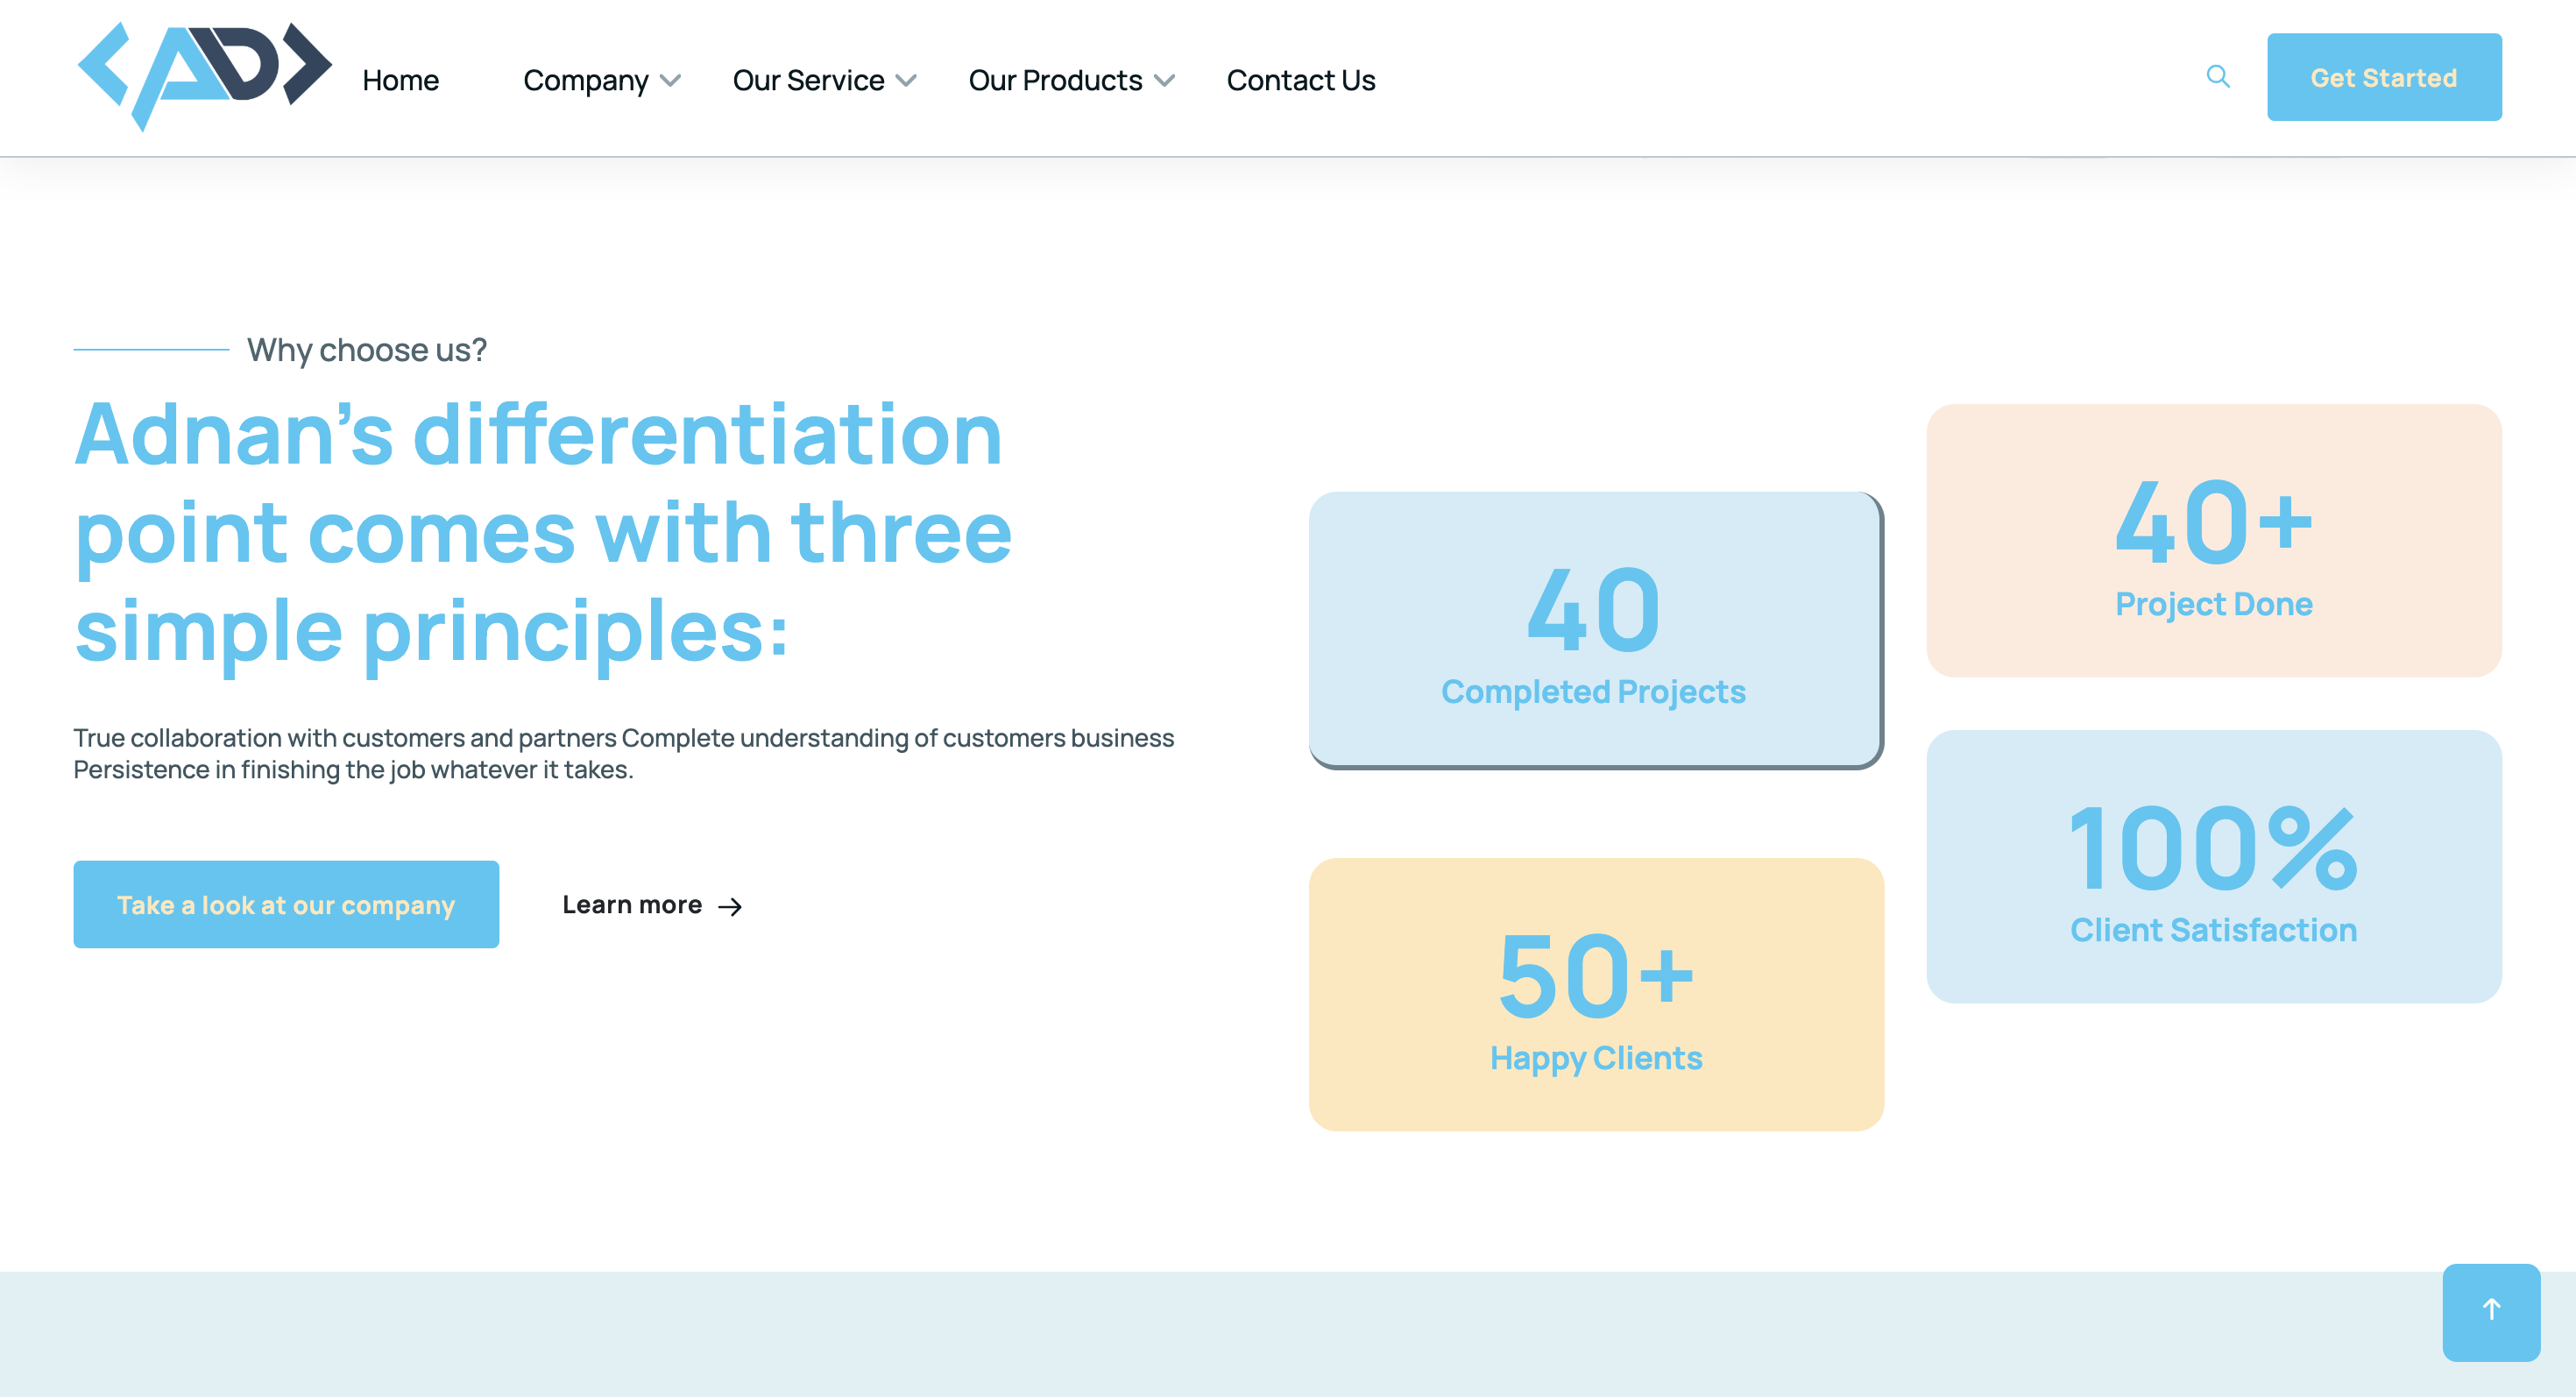 AD
Home Company Our Service Our Products Contact Us Get Started
Why choose us?
Adnan's differentiation
point comes with three
simple principles:
True collaboration with customers and partners Complete understanding of customers business
Persistence in finishing the job whatever it takes.
Take a look at our company Learn more
40
Completed Projects
50+
Happy Clients
40+
Project Done
100%
Client Satisfaction